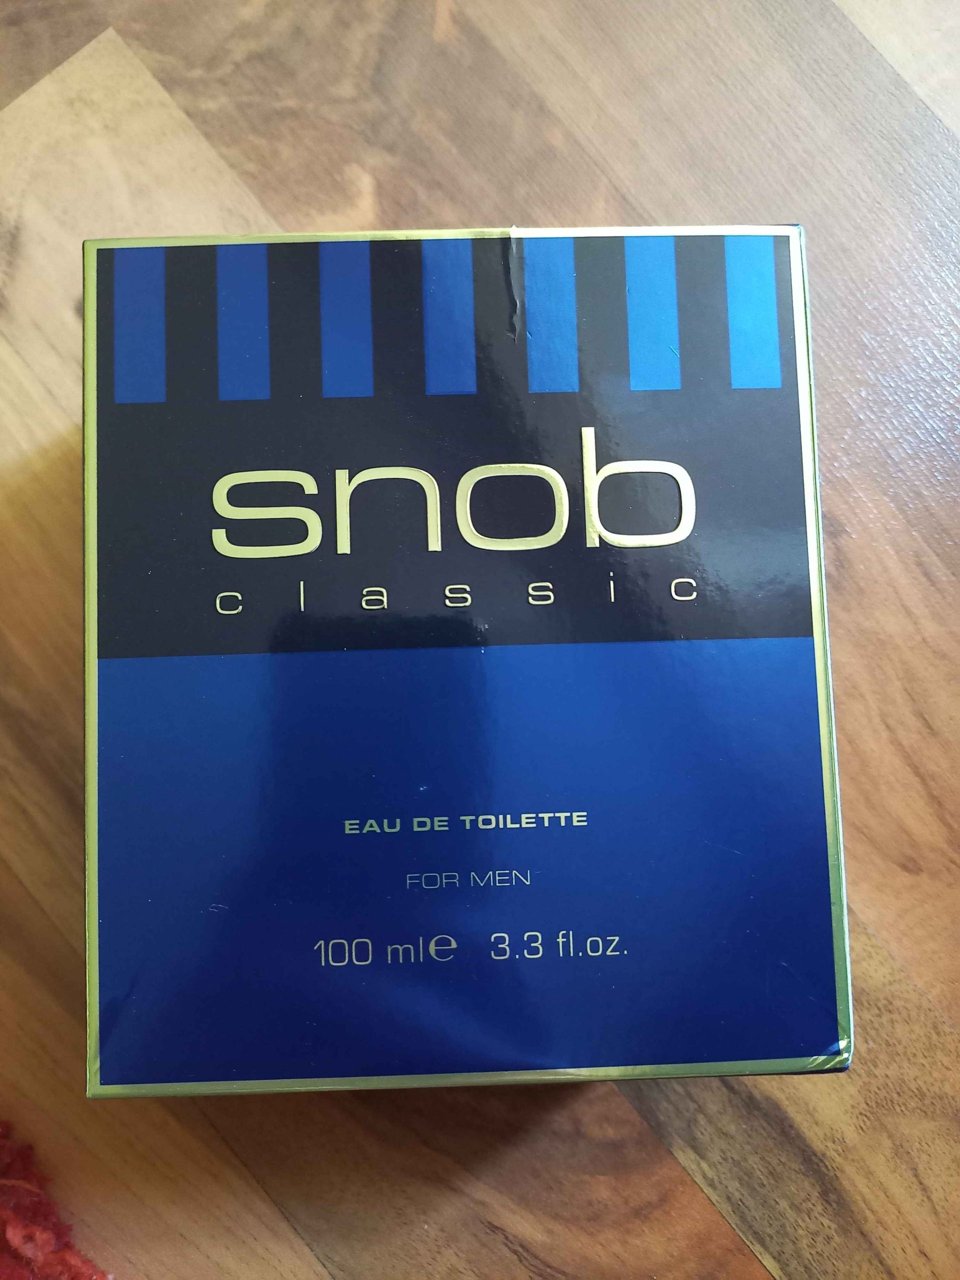 snob
classic
EAU DE TOILETTE
FOR MEN
100 ml℮ 3.3 fl.oz.